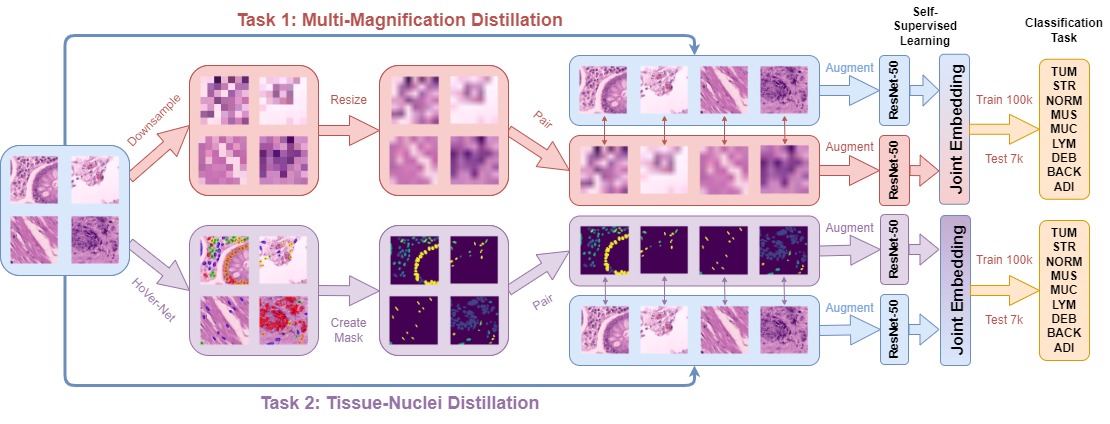 Task 1: Multi-Magnification Distillation
Self-
Supervised
Learning
Classification
Task
Downsample
Resize
Pair
Augment
ResNet-50
Augment
ResNet-50
Joint Embedding
Train 100k
Test 7k
TUM
STR
NORM
MUS
MUC
LYM
DEB
BACK
ADI
HoVer-Net
Create
Mask
Pair
Augment
ResNet-50
Augment
ResNet-50
Joint Embedding
Train 100k
Test 7k
TUM
STR
NORM
MUS
MUC
LYM
DEB
BACK
ADI
Task 2: Tissue-Nuclei Distillation